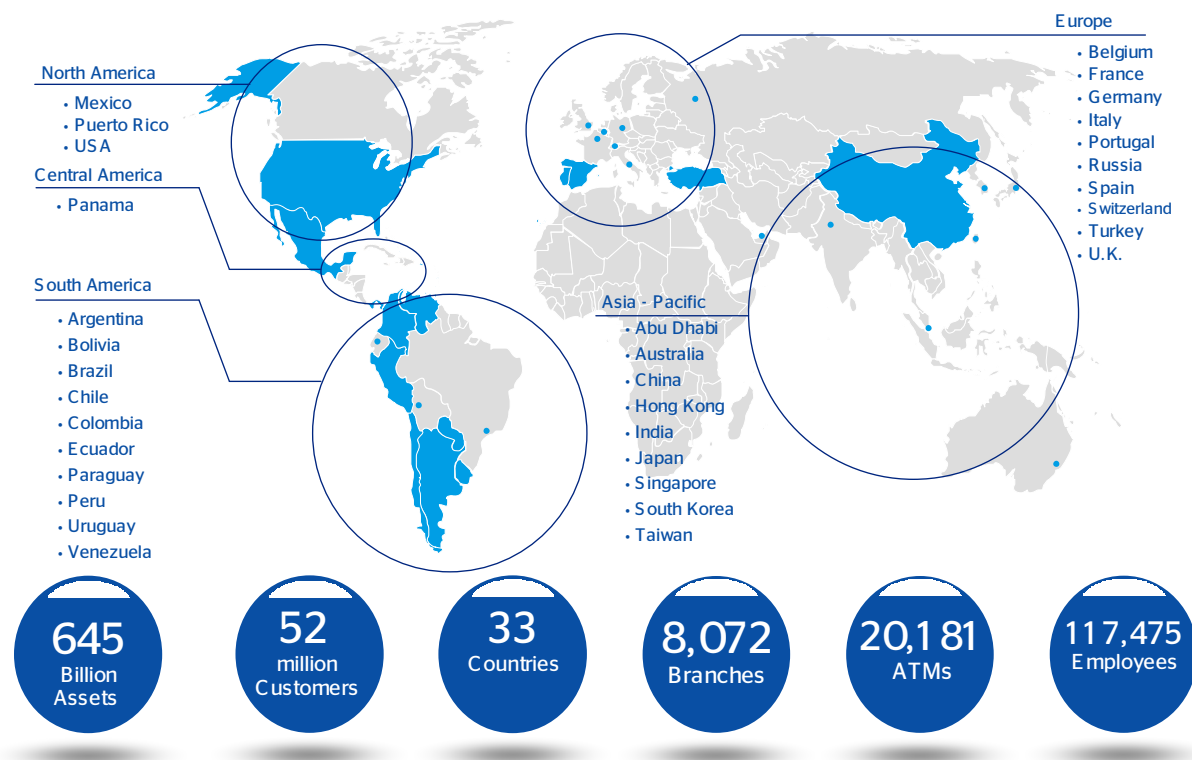 North America
• Mexico
• Puerto Rico
• USA
Central America
• Panama
South America
• Argentina
• Bolivia
• Brazil
• Chile
• Colombia
• Ecuador
• Paraguay
• Peru
• Uruguay
• Venezuela
Europe
• Belgium
• France
• Germany
• Italy
• Portugal
• Russia
• Spain
• Switzerland
• Turkey
• U.K.
Asia - Pacific
• Abu Dhabi
• Australia
• China
• Hong Kong
• India
• Japan
• Singapore
• South Korea
• Taiwan
645
Billion
Assets
52
million
Customers
33
Countries
8,072
Branches
20,181
ATMs
117,475
Employees